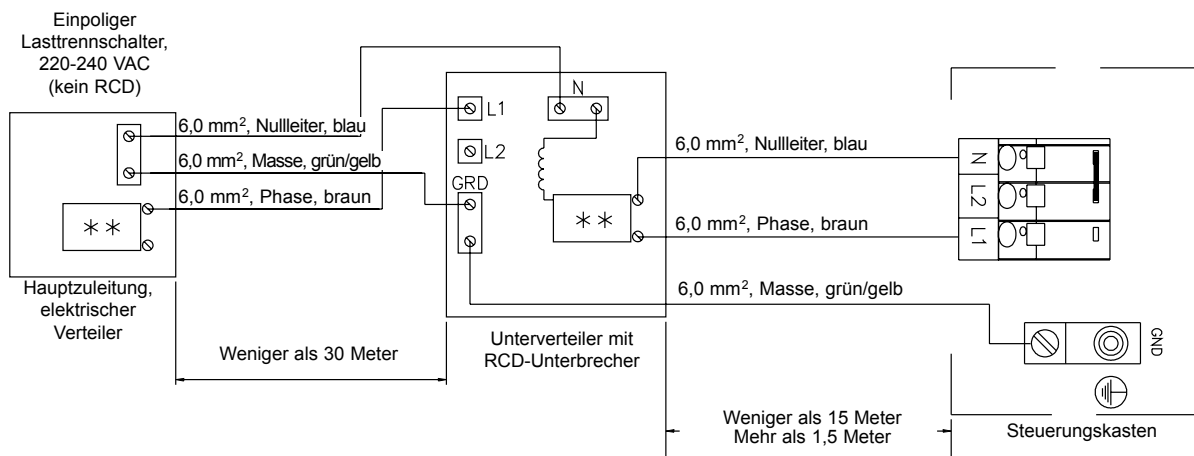 Einpoliger
Lasttrennschalter,
220-240 VAC
(kein RCD)
6,0 mm², Nullleiter, blau
6,0 mm², Masse, grün/gelb
6,0 mm², Phase, braun
**
Hauptzuleitung,
elektrischer
Verteiler
Weniger als 30 Meter
N
L1
L2
GRD
**
Unterverteiler mit
RCD-Unterbrecher
6,0 mm², Nullleiter, blau
6,0 mm², Phase, braun
6,0 mm², Masse, grün/gelb
Weniger als 15 Meter
Mehr als 1,5 Meter
N
L2
L1
GND
Steuerungskasten